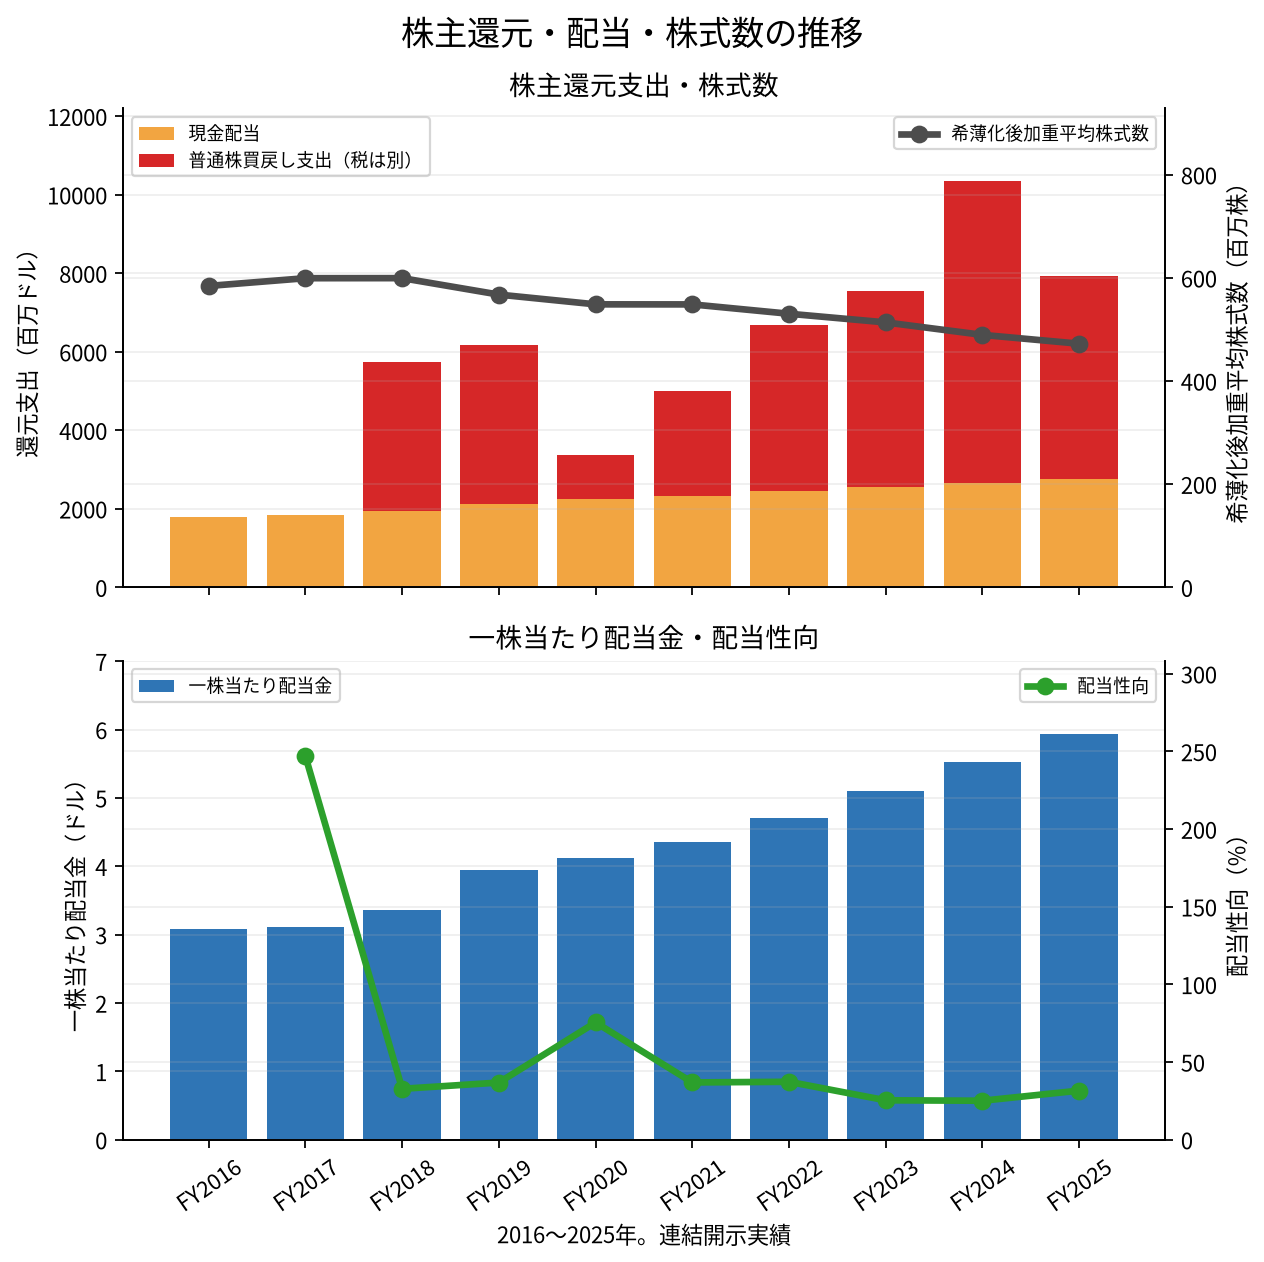 株主還元・配当・株式数の推移
株主還元支出・株式数
現金配当
普通株買戻し支出（税は別）
希薄化後加重平均株式数
還元支出（百万ドル）
12000
10000
8000
6000
4000
2000
0
800
600
400
200
0
希薄化後加重平均株式数（百万株）
一株当たり配当金・配当性向
一株当たり配当金
配当性向
一株当たり配当金（ドル）
7
6
5
4
3
2
1
0
300
250
200
150
100
50
0
配当性向（%）
FY2016
FY2017
FY2018
FY2019
FY2020
FY2021
FY2022
FY2023
FY2024
FY2025
2016〜2025年。連結開示実績